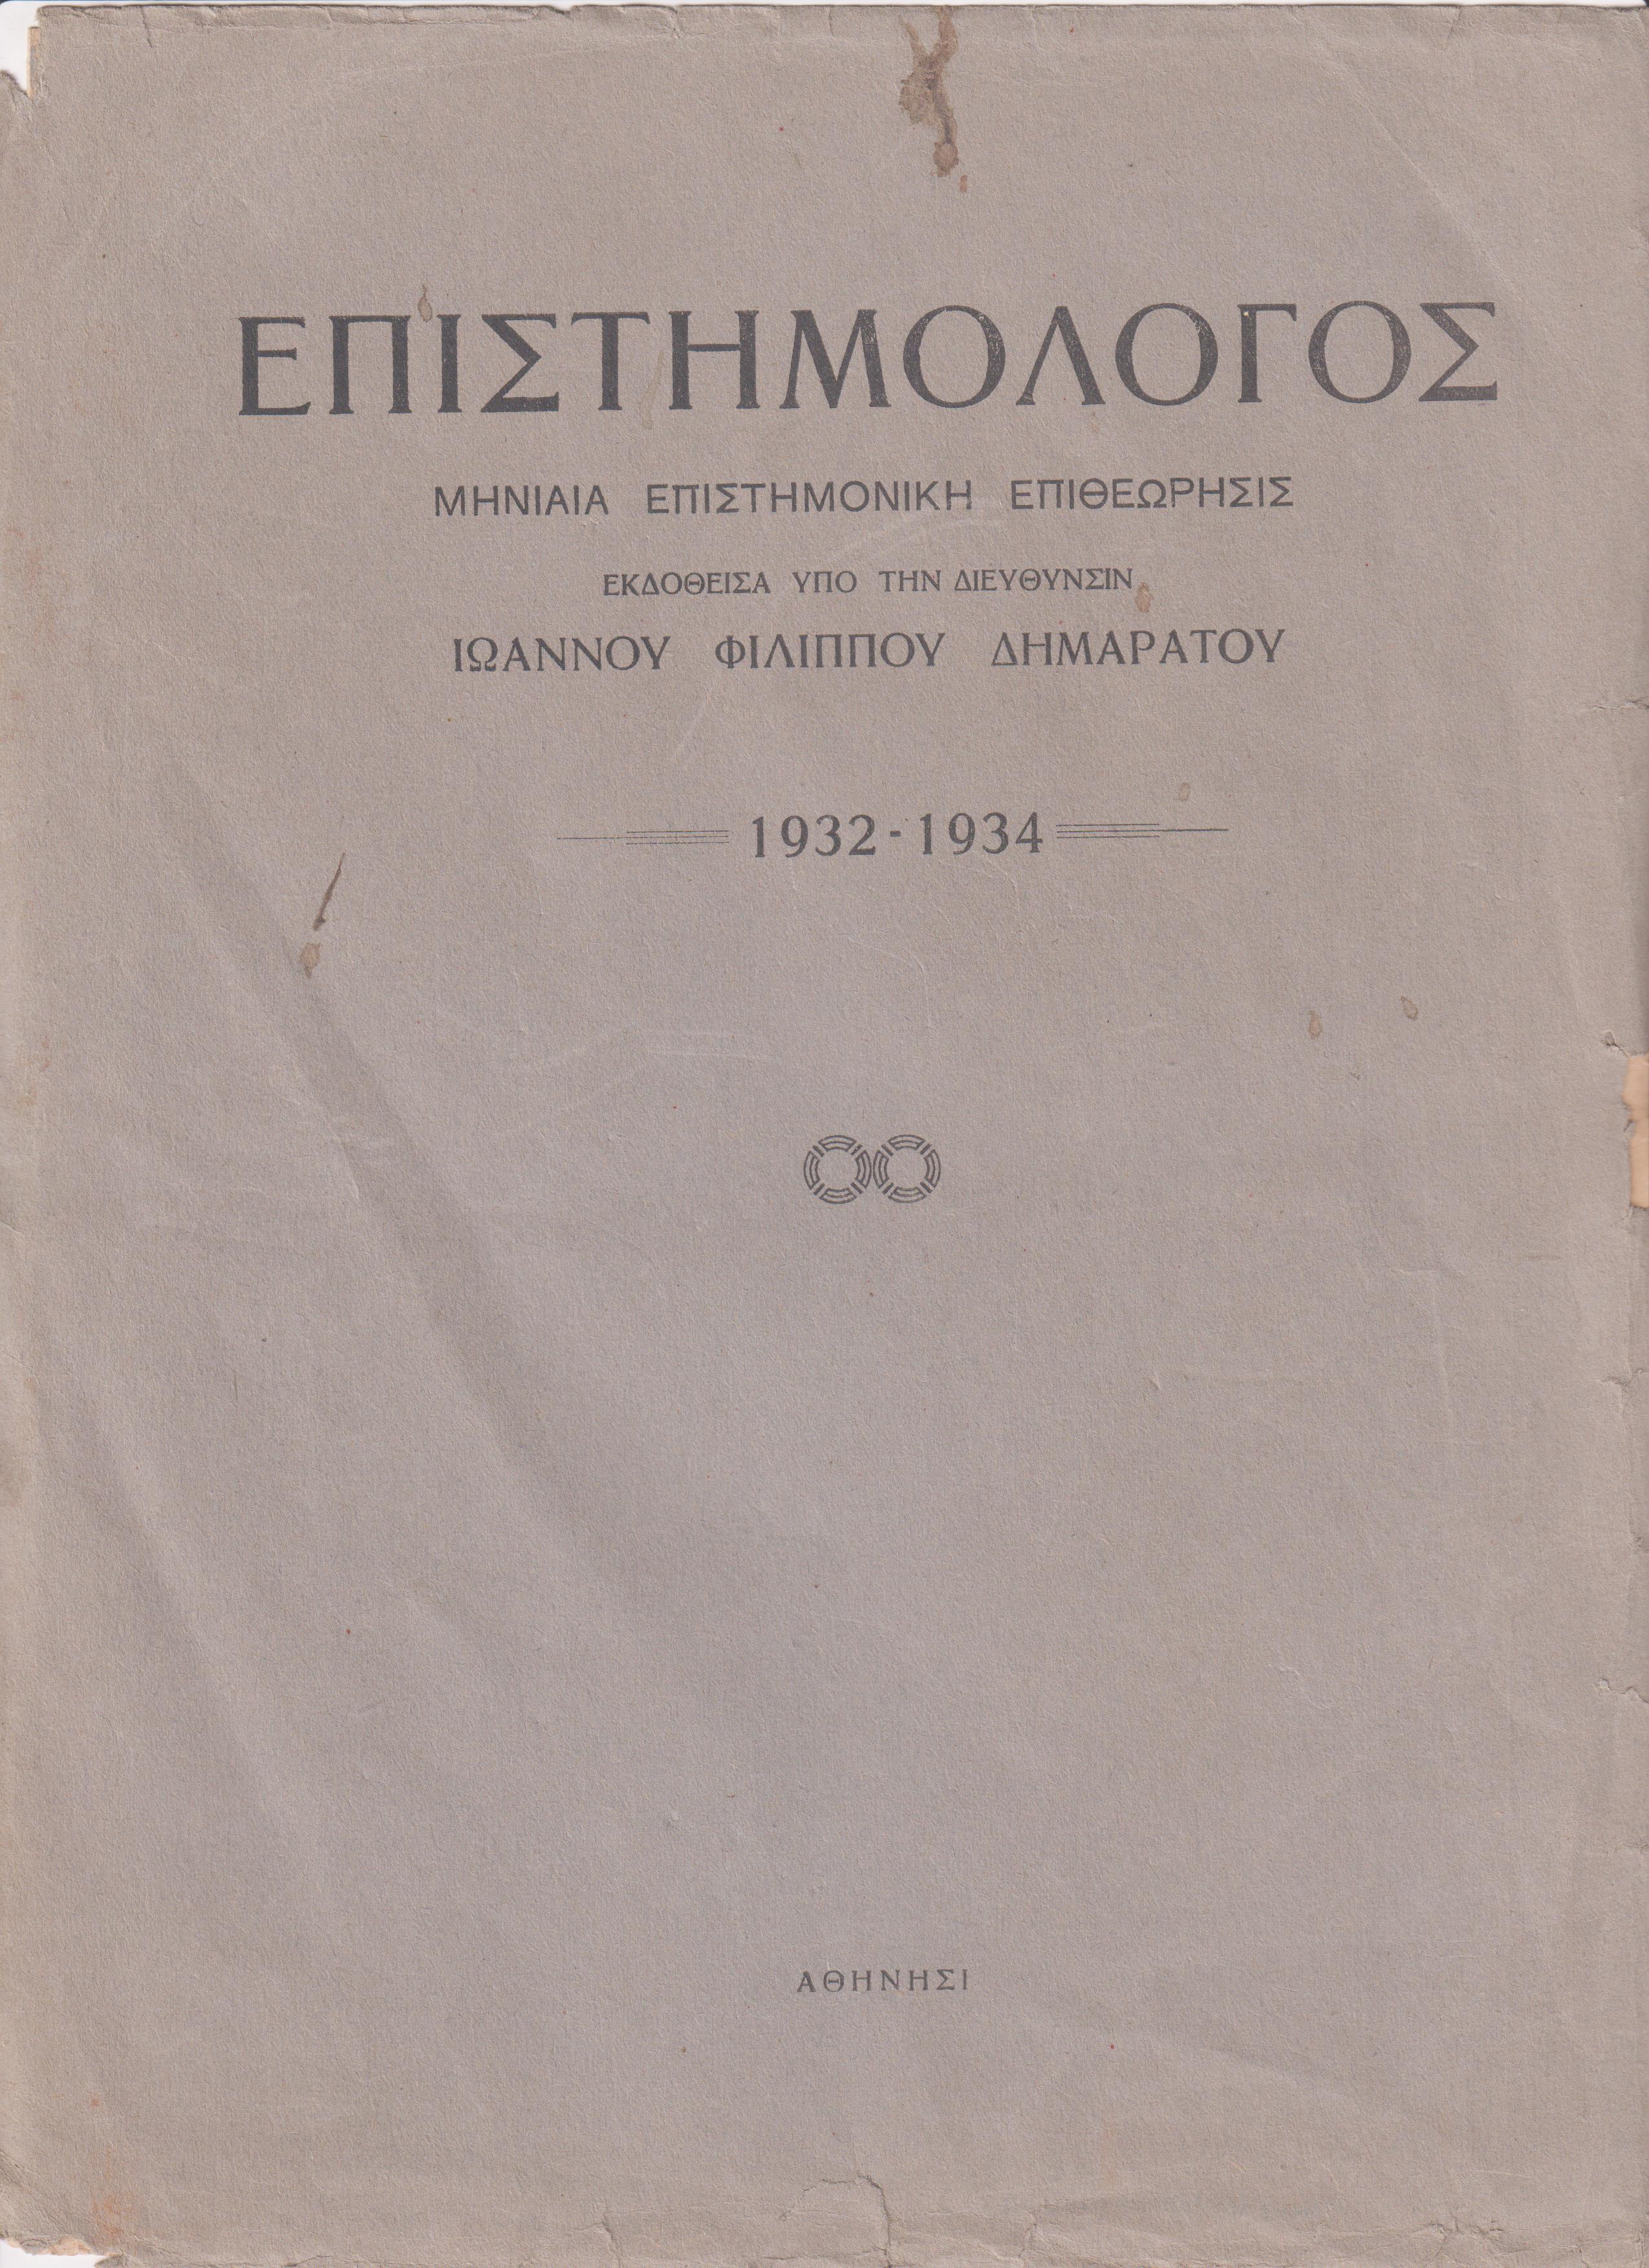 ΕΠΙΣΤΗΜΟΛΟΓΟΣ
ΜΗΝΙΑΙΑ ΕΠΙΣΤΗΜΟΝΙΚΗ ΕΠΙΘΕΩΡΗΣΙΣ
ΕΚΔΟΘΕΙΣΑ ΥΠΟ ΤΗΝ ΔΙΕΥΘΥΝΣΙΝ
ΙΩΑΝΝΟΥ ΦΙΛΙΠΠΟΥ ΔΗΜΑΡΑΤΟΥ
1932-1934
ΑΘΗΝΗΣΙ